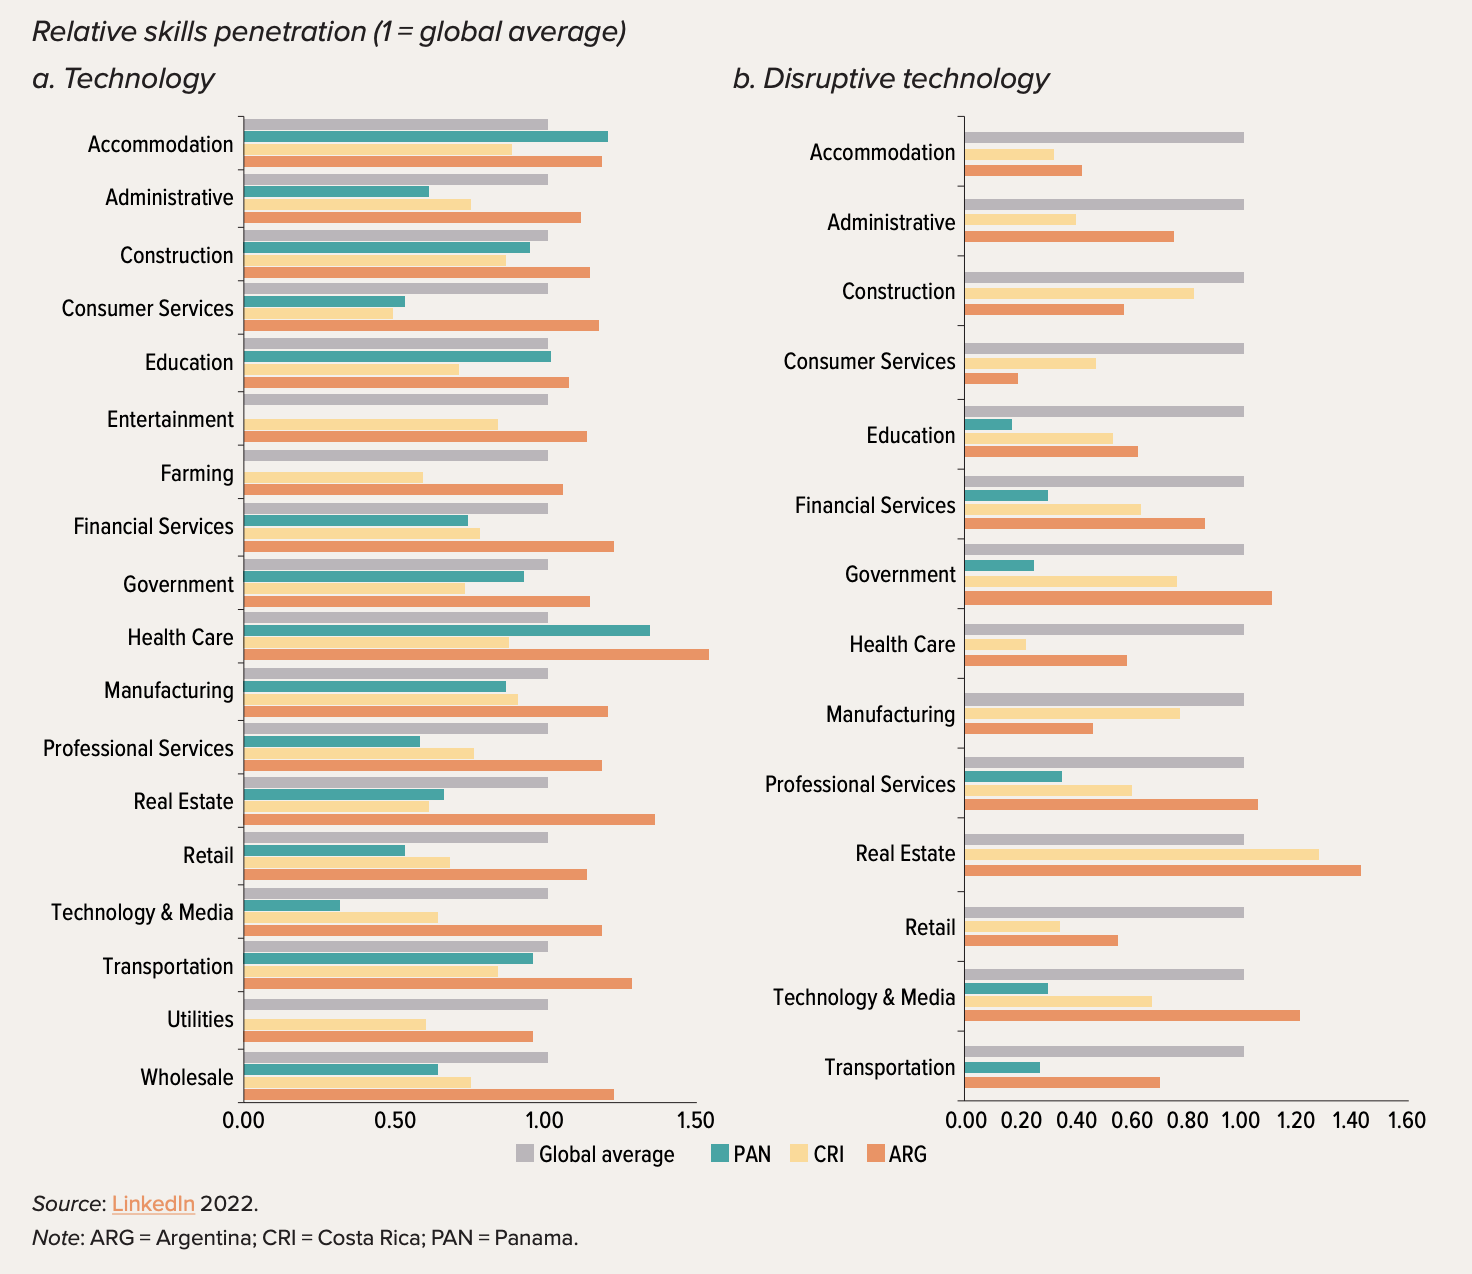 Relative skills penetration (1 = global average)
a. Technology
b. Disruptive technology
Accommodation
Administrative
Construction
Consumer Services
Education
Entertainment
Farming
Financial Services
Government
Health Care
Manufacturing
Professional Services
Real Estate
Retail
Technology & Media
Transportation
Utilities
Wholesale
0.00 0.50 1.00 1.50
Accommodation
Administrative
Construction
Consumer Services
Education
Financial Services
Government
Health Care
Manufacturing
Professional Services
Real Estate
Retail
Technology & Media
Transportation
0.00 0.20 0.40 0.60 0.80 1.00 1.20 1.40 1.60
Global average PAN CRI ARG
Source: LinkedIn 2022.
Note: ARG = Argentina; CRI = Costa Rica; PAN = Panama.